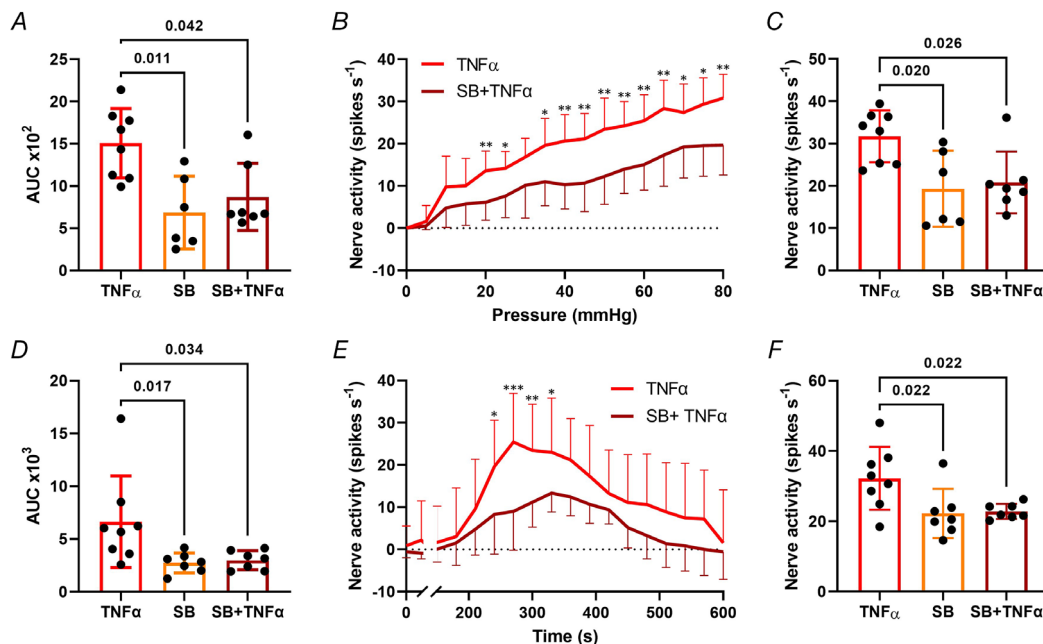 A
0.042
0.011
AUC x10²
25
20
15
10
5
0
TNFα
SB
SB+TNFα
B
Nerve activity (spikes s⁻¹)
40
30
20
10
0
-10
TNFα
SB+TNFα
** * * ** ** ** ** ** ** * * **
0
20
40
60
80
Pressure (mmHg)
C
0.026
0.020
Nerve activity (spikes s⁻¹)
50
40
30
20
10
0
TNFα
SB
SB+TNFα
D
0.034
0.017
AUC x10³
20
15
10
5
0
TNFα
SB
SB+TNFα
E
Nerve activity (spikes s⁻¹)
40
30
20
10
0
-10
TNFα
SB+ TNFα
* *** ** *
0
200
300
400
500
600
Time (s)
F
0.022
0.022
Nerve activity (spikes s⁻¹)
60
40
20
0
TNFα
SB
SB+TNFα